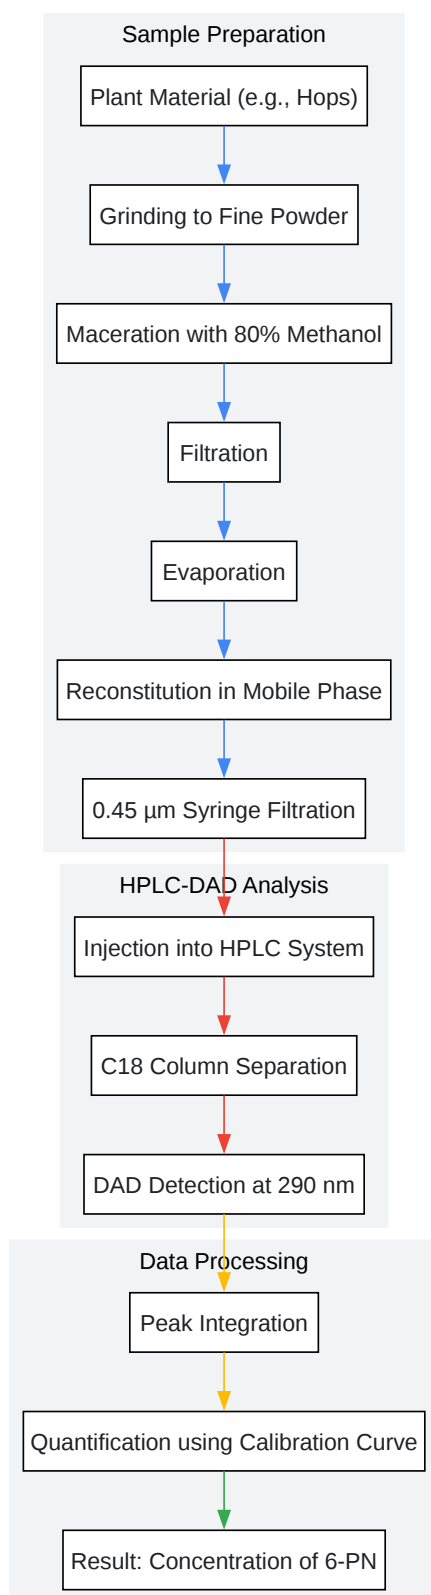 Sample Preparation
Plant Material (e.g., Hops)
Grinding to Fine Powder
Maceration with 80% Methanol
Filtration
Evaporation
Reconstitution in Mobile Phase
0.45 µm Syringe Filtration
HPLC-DAD Analysis
Injection into HPLC System
C18 Column Separation
DAD Detection at 290 nm
Data Processing
Peak Integration
Quantification using Calibration Curve
Result: Concentration of 6-PN